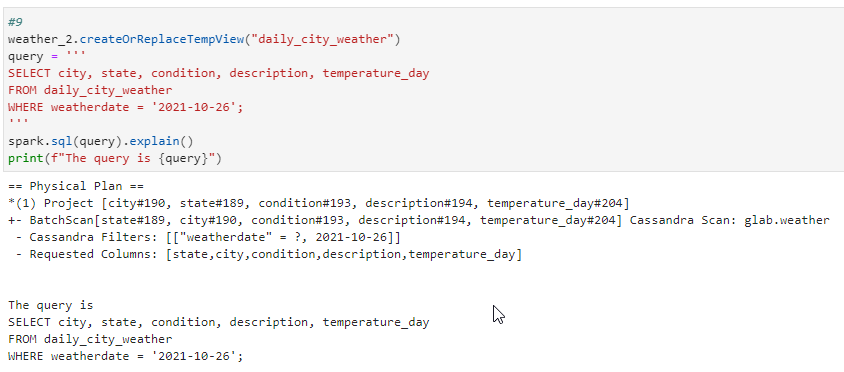 #9
weather_2.createOrReplaceTempView("daily_city_weather")
query = '''
SELECT city, state, condition, description, temperature_day
FROM daily_city_weather
WHERE weatherdate = '2021-10-26';
'''
spark.sql(query).explain()
print(f"The query is {query}")
== Physical Plan ==
*(1) Project [city#190, state#189, condition#193, description#194, temperature_day#204]
+- BatchScan[state#189, city#190, condition#193, description#194, temperature_day#204] Cassandra Scan: glab.weather
 - Cassandra Filters: [["weatherdate" = ?, 2021-10-26]]
 - Requested Columns: [state,city,condition,description,temperature_day]
The query is
SELECT city, state, condition, description, temperature_day
FROM daily_city_weather
WHERE weatherdate = '2021-10-26';